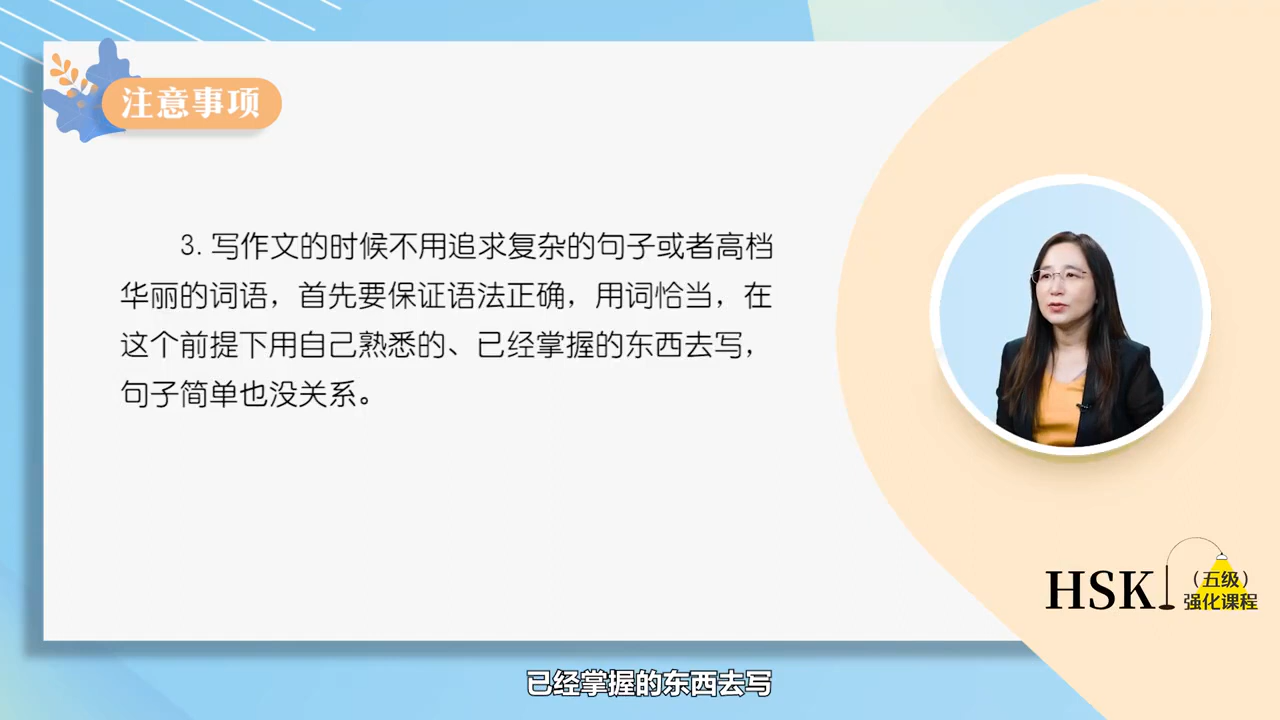 注意事项
3. 写作文的时候不用追求复杂的句子或者高档
华丽的词语，首先要保证语法正确，用词恰当，在
这个前提下用自己熟悉的、已经掌握的东西去写，
句子简单也没关系。
HSK（五级）
强化课程
已经掌握的东西去写